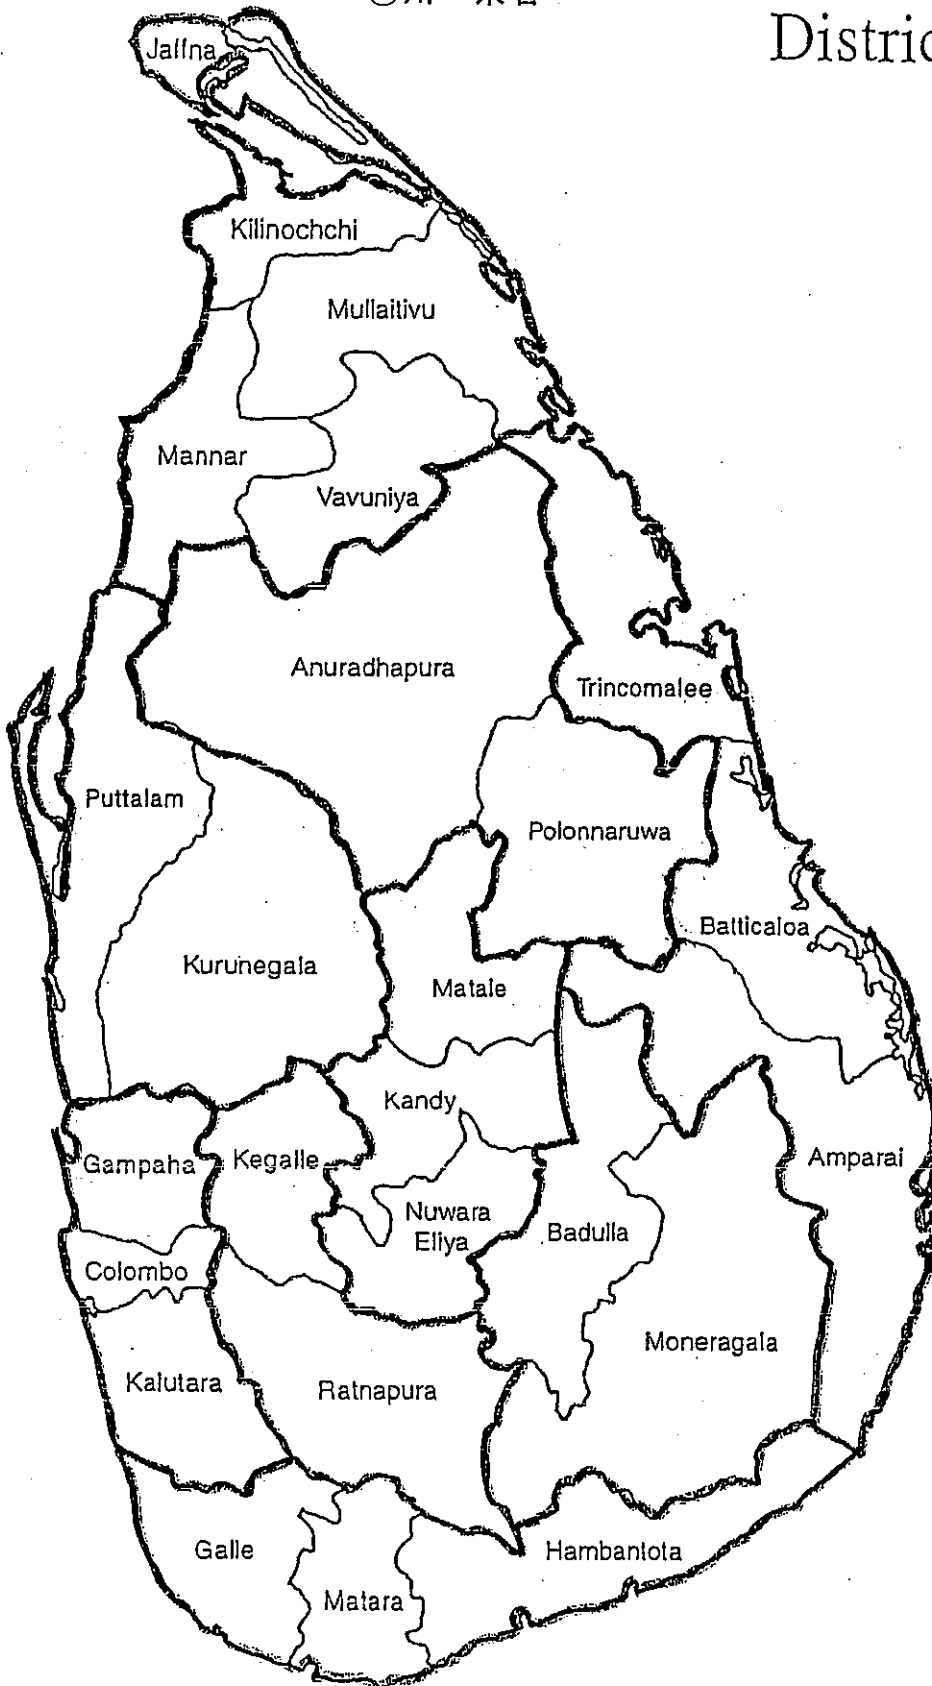 Distric
Jaffna
Kilinochchi
Mullaitivu
Mannar
Vavuniya
Anuradhapura
Trincomalee
Puttalam
Polonnaruwa
Batticaloa
Kurunegala
Matale
Kandy
Gampaha
Kegalle
Amparai
Nuwara
Eliya
Badulla
Colombo
Moneragala
Kalutara
Ratnapura
Galle
Hambantota
Matara